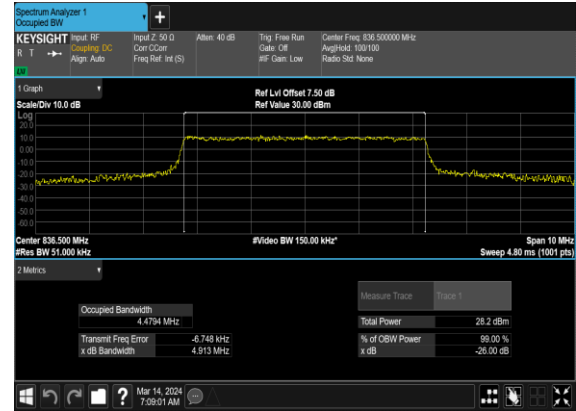 Spectrum Analyzer 1
Occupied BW
+
KEYSIGHT Input: RF Input Z: 50 Ω Atten: 40 dB Trig: Free Run Center Freq: 836.500000 MHz
R T Coupling: DC Corr CCorr Gate: Off Avg|Hold: 100/100
Align: Auto Freq Ref: Int (S) #IF Gain: Low Radio Std: None
LU
1 Graph
Ref Lvl Offset 7.50 dB
Scale/Div 10.0 dB Ref Value 30.00 dBm
Log
20.0
10.0
0.00
-10.0
-20.0
-30.0
-40.0
-50.0
-60.0
Center 836.500 MHz #Video BW 150.00 kHz* Span 10 MHz
#Res BW 51.000 kHz Sweep 4.80 ms (1001 pts)
2 Metrics
Measure Trace Trace 1
Occupied Bandwidth
4.4794 MHz Total Power 28.2 dBm
Transmit Freq Error -6.748 kHz % of OBW Power 99.00 %
x dB Bandwidth 4.913 MHz x dB -26.00 dB
? Mar 14, 2024
7:09:01 AM